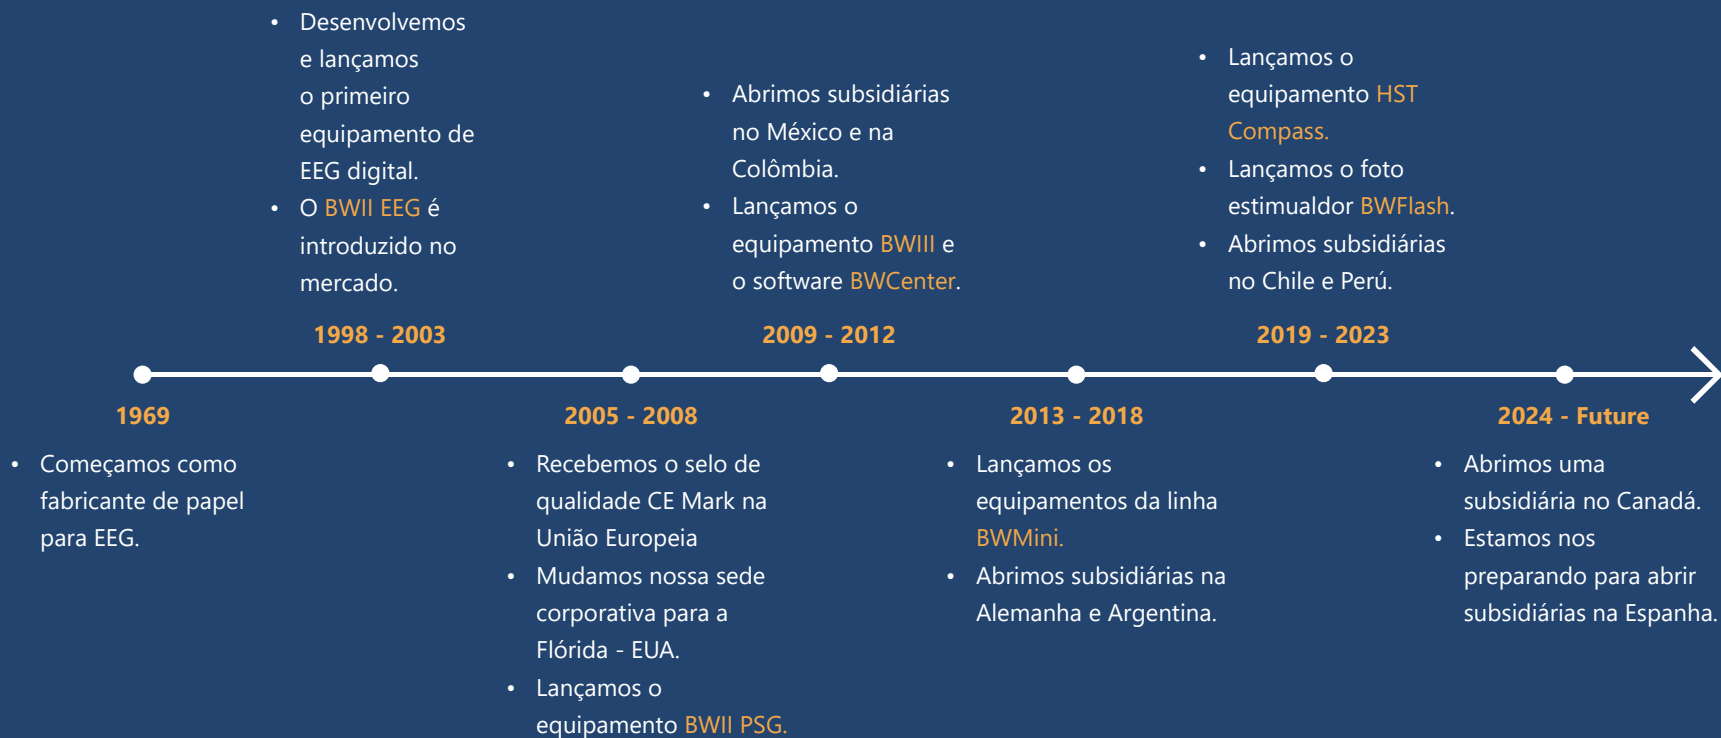 • Desenvolvemos
e lançamos
o primeiro
equipamento de
EEG digital.
• O BWII EEG é
introduzido no
mercado.
1998 - 2003
• Abrimos subsidiárias
no México e na
Colômbia.
• Lançamos o
equipamento BWIII e
o software BWCenter.
2009 - 2012
• Lançamos o
equipamento HST
Compass.
• Lançamos o foto
estimualdor BWFlash.
• Abrimos subsidiárias
no Chile e Perú.
2019 - 2023
1969
• Começamos como
fabricante de papel
para EEG.
2005 - 2008
• Recebemos o selo de
qualidade CE Mark na
União Europeia
• Mudamos nossa sede
corporativa para a
Flórida - EUA.
• Lançamos o
equipamento BWII PSG.
2013 - 2018
• Lançamos os
equipamentos da linha
BWMini.
• Abrimos subsidiárias na
Alemanha e Argentina.
2024 - Future
• Abrimos uma
subsidiária no Canadá.
• Estamos nos
preparando para abrir
subsidiárias na Espanha.